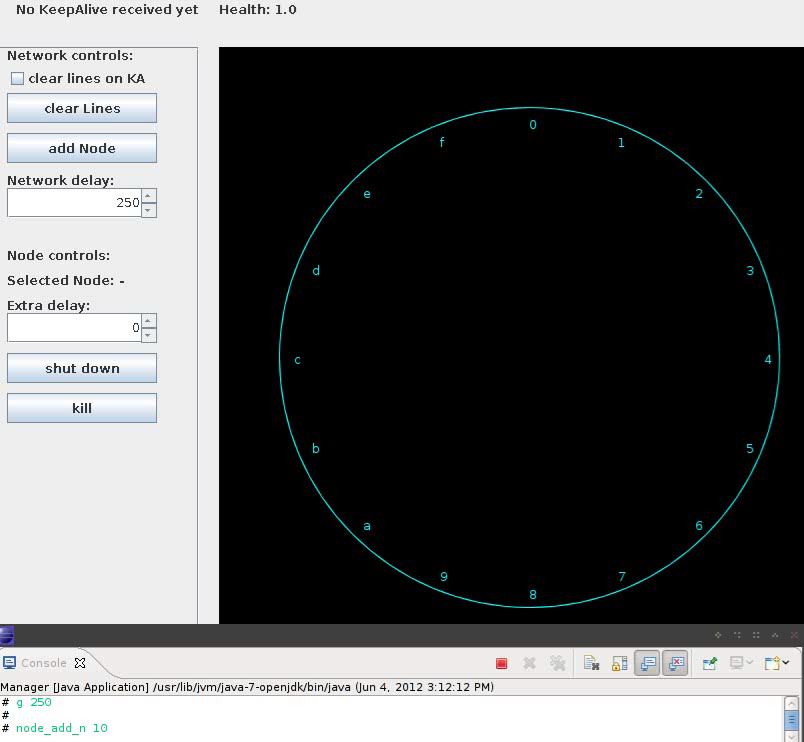 No KeepAlive received yet Health: 1.0
Network controls:
clear lines on KA
clear Lines
add Node
Network delay:
250
Node controls:
Selected Node: -
Extra delay:
0
shut down
kill
0
1
2
3
4
5
6
7
8
9
a
b
c
d
e
f
Console
Manager [Java Application] /usr/lib/jvm/java-7-openjdk/bin/java (Jun 4, 2012 3:12:12 PM)
# g 250
#
# node_add_n 10